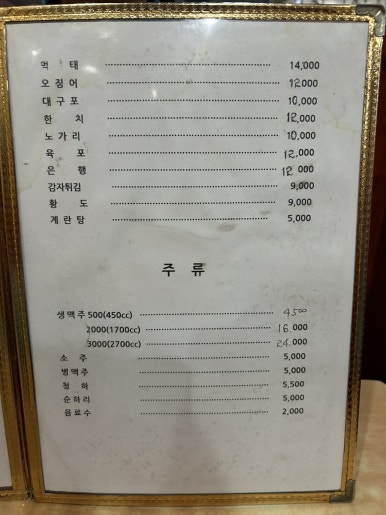 먹 태 14,000
오 징 어 12,000
대 구 포 10,000
한 치 12,000
노 가 리 10,000
육 포 12,000
은 행 12,000
감자튀김 9,000
황 도 9,000
계 란 탕 5,000
주 류
생 맥 주 500(450cc) 4500
2000(1700cc) 16,000
3000(2700cc) 24,000
소 주 5,000
병맥주 5,000
청 하 5,500
순하리 5,000
음료수 2,000